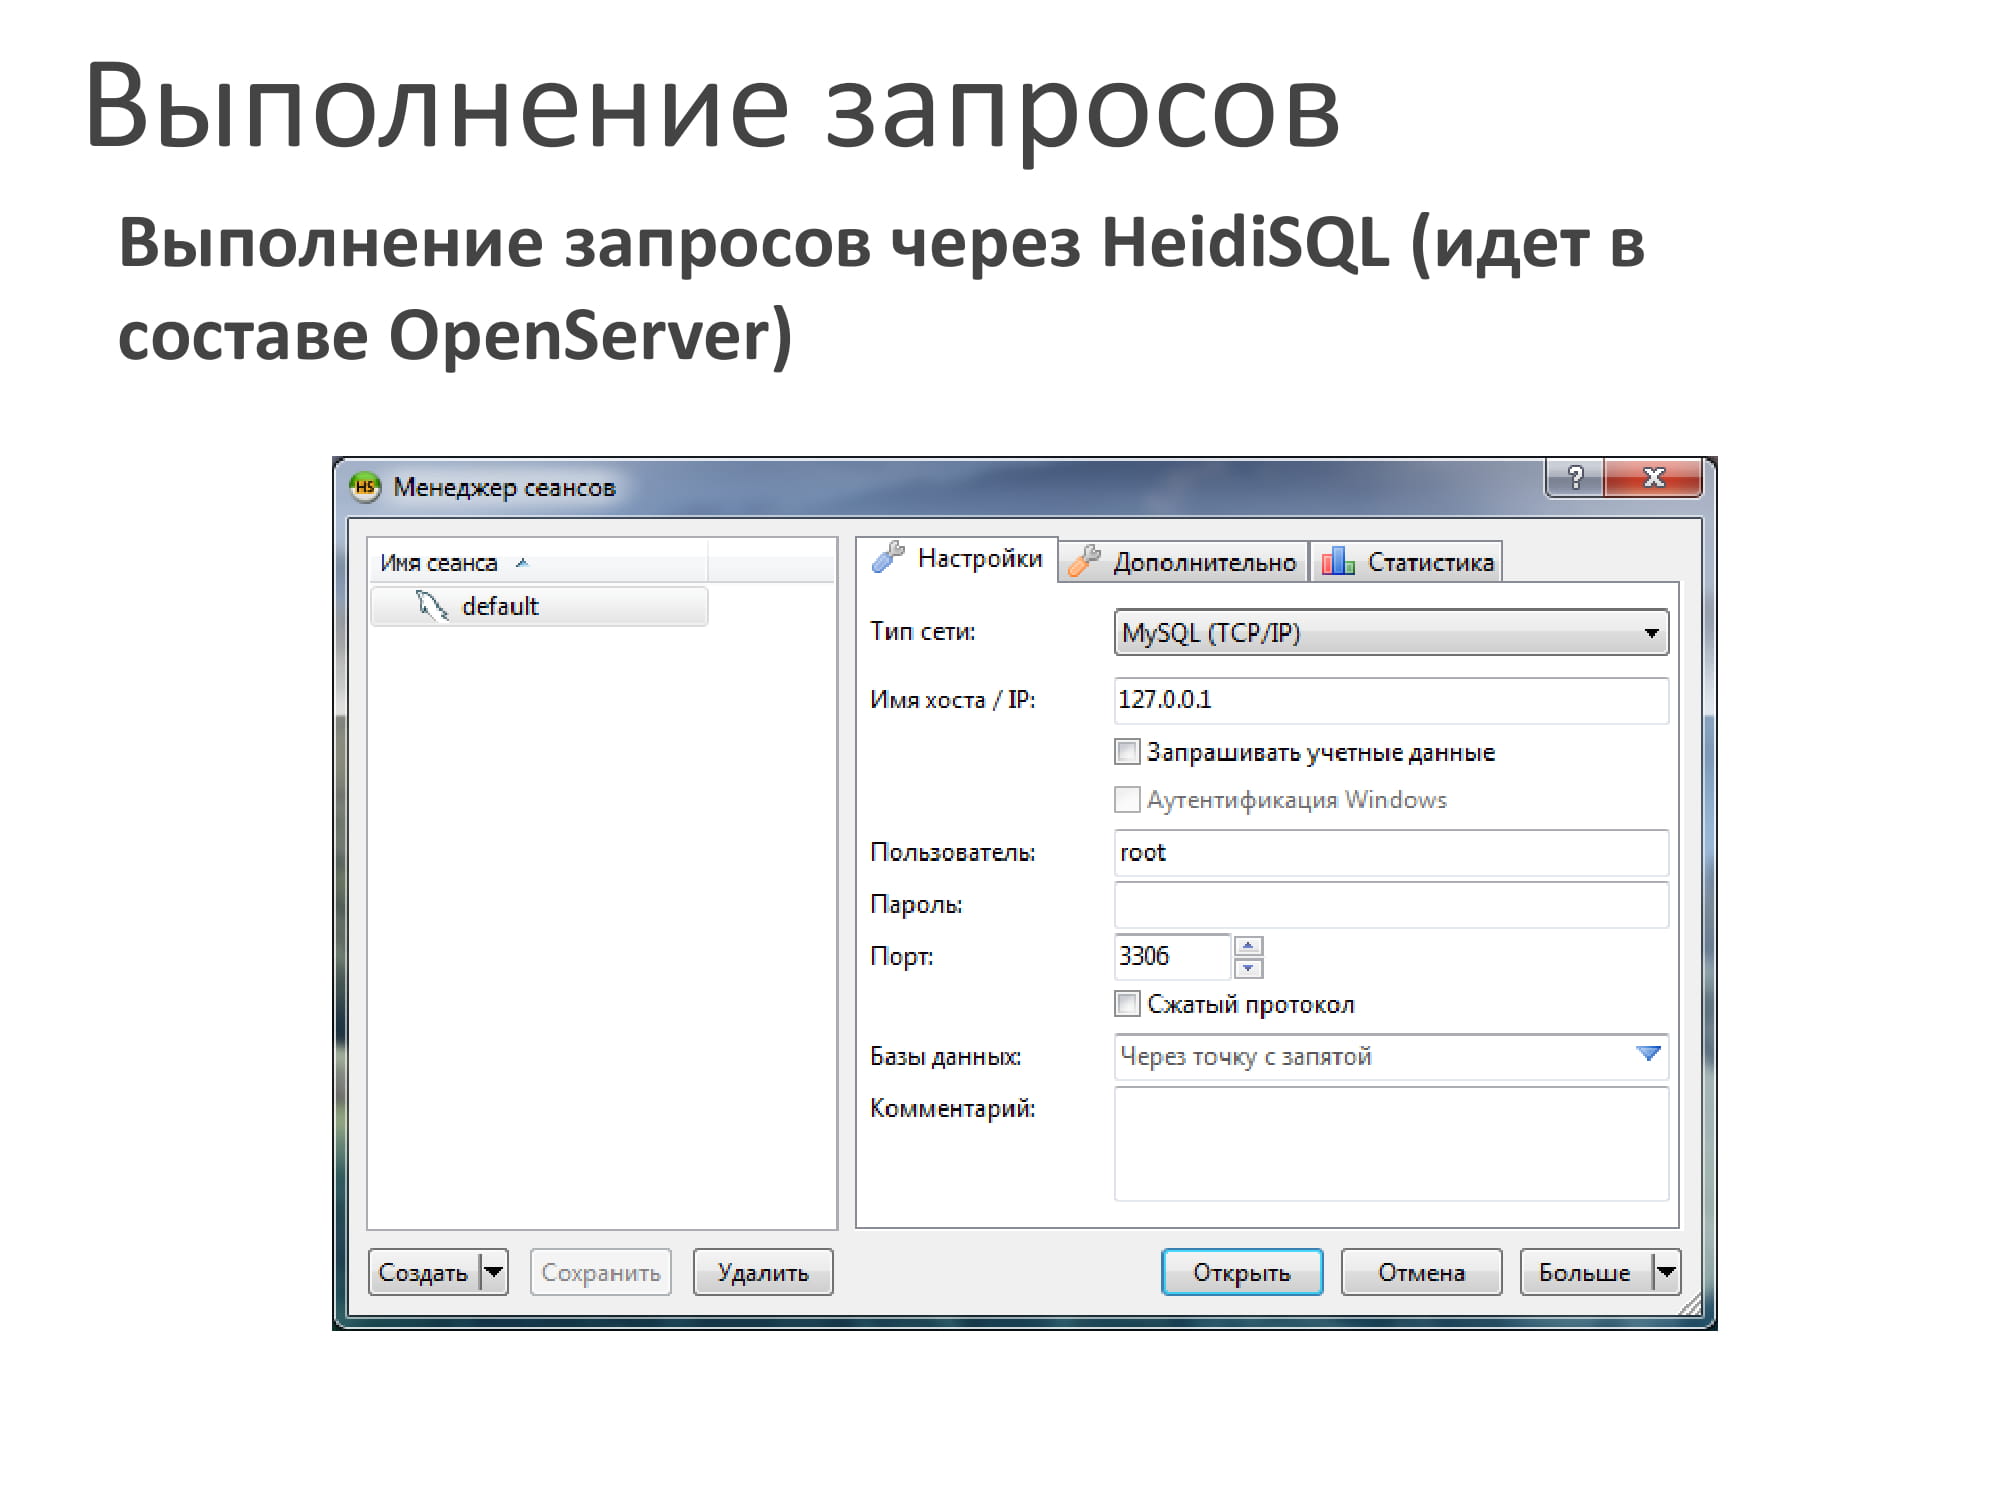 Выполнение запросов
Выполнение запросов через HeidiSQL (идет в
составе OpenServer)
HS Менеджер сеансов
?
Имя сеанса
default
Настройки Дополнительно Статистика
Тип сети: MySQL (TCP/IP)
Имя хоста / IP: 127.0.0.1
Запрашивать учетные данные
Аутентификация Windows
Пользователь: root
Пароль:
Порт: 3306
Сжатый протокол
Базы данных: Через точку с запятой
Комментарий:
Создать Сохранить Удалить Открыть Отмена Больше